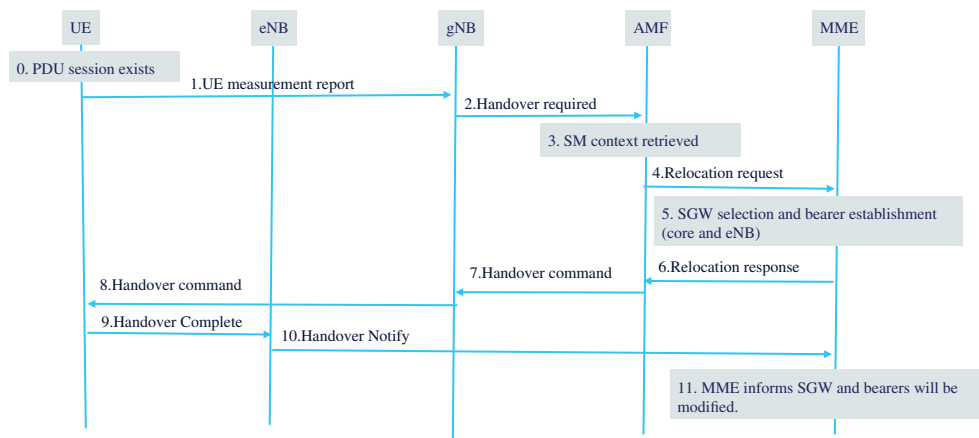 UE
eNB
gNB
AMF
MME
0. PDU session exists
1.UE measurement report
2.Handover required
3. SM context retrieved
4.Relocation request
5. SGW selection and bearer establishment
(core and eNB)
6.Relocation response
7.Handover command
8.Handover command
9.Handover Complete
10.Handover Notify
11. MME informs SGW and bearers will be
modified.